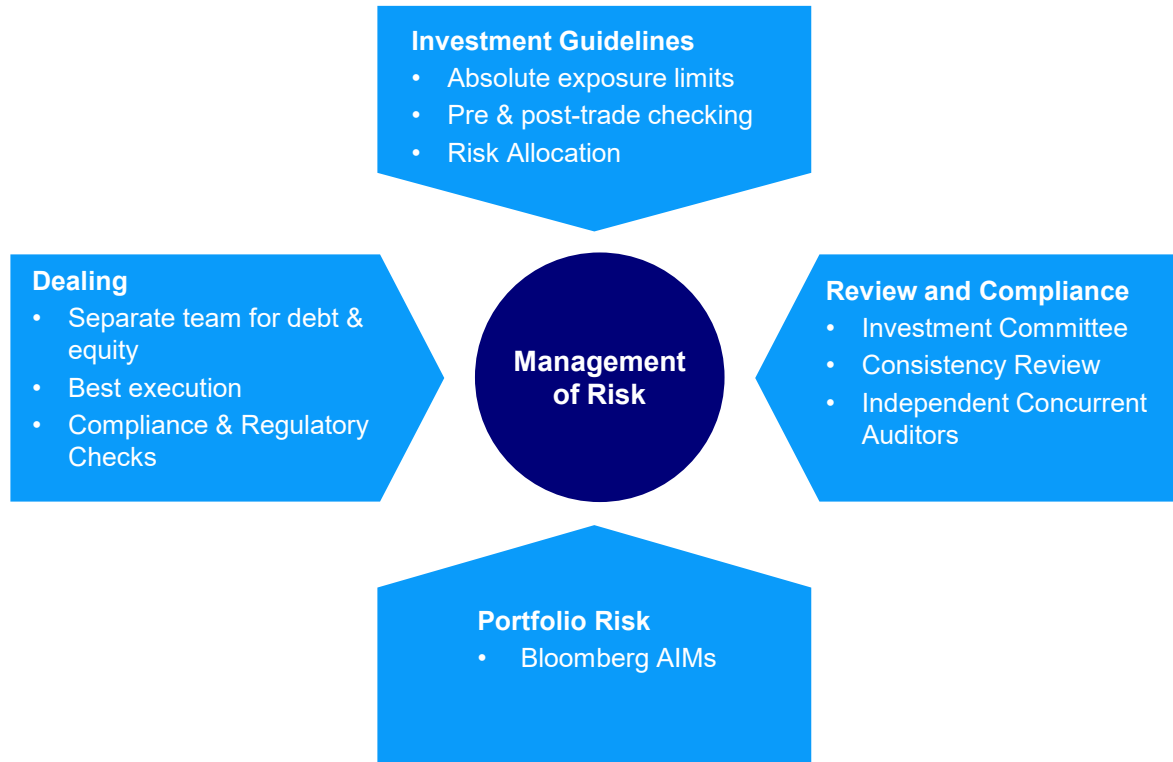 Investment Guidelines
• Absolute exposure limits
• Pre & post-trade checking
• Risk Allocation
Dealing
• Separate team for debt &
equity
• Best execution
• Compliance & Regulatory
Checks
Management
of Risk
Review and Compliance
• Investment Committee
• Consistency Review
• Independent Concurrent
Auditors
Portfolio Risk
• Bloomberg AIMs